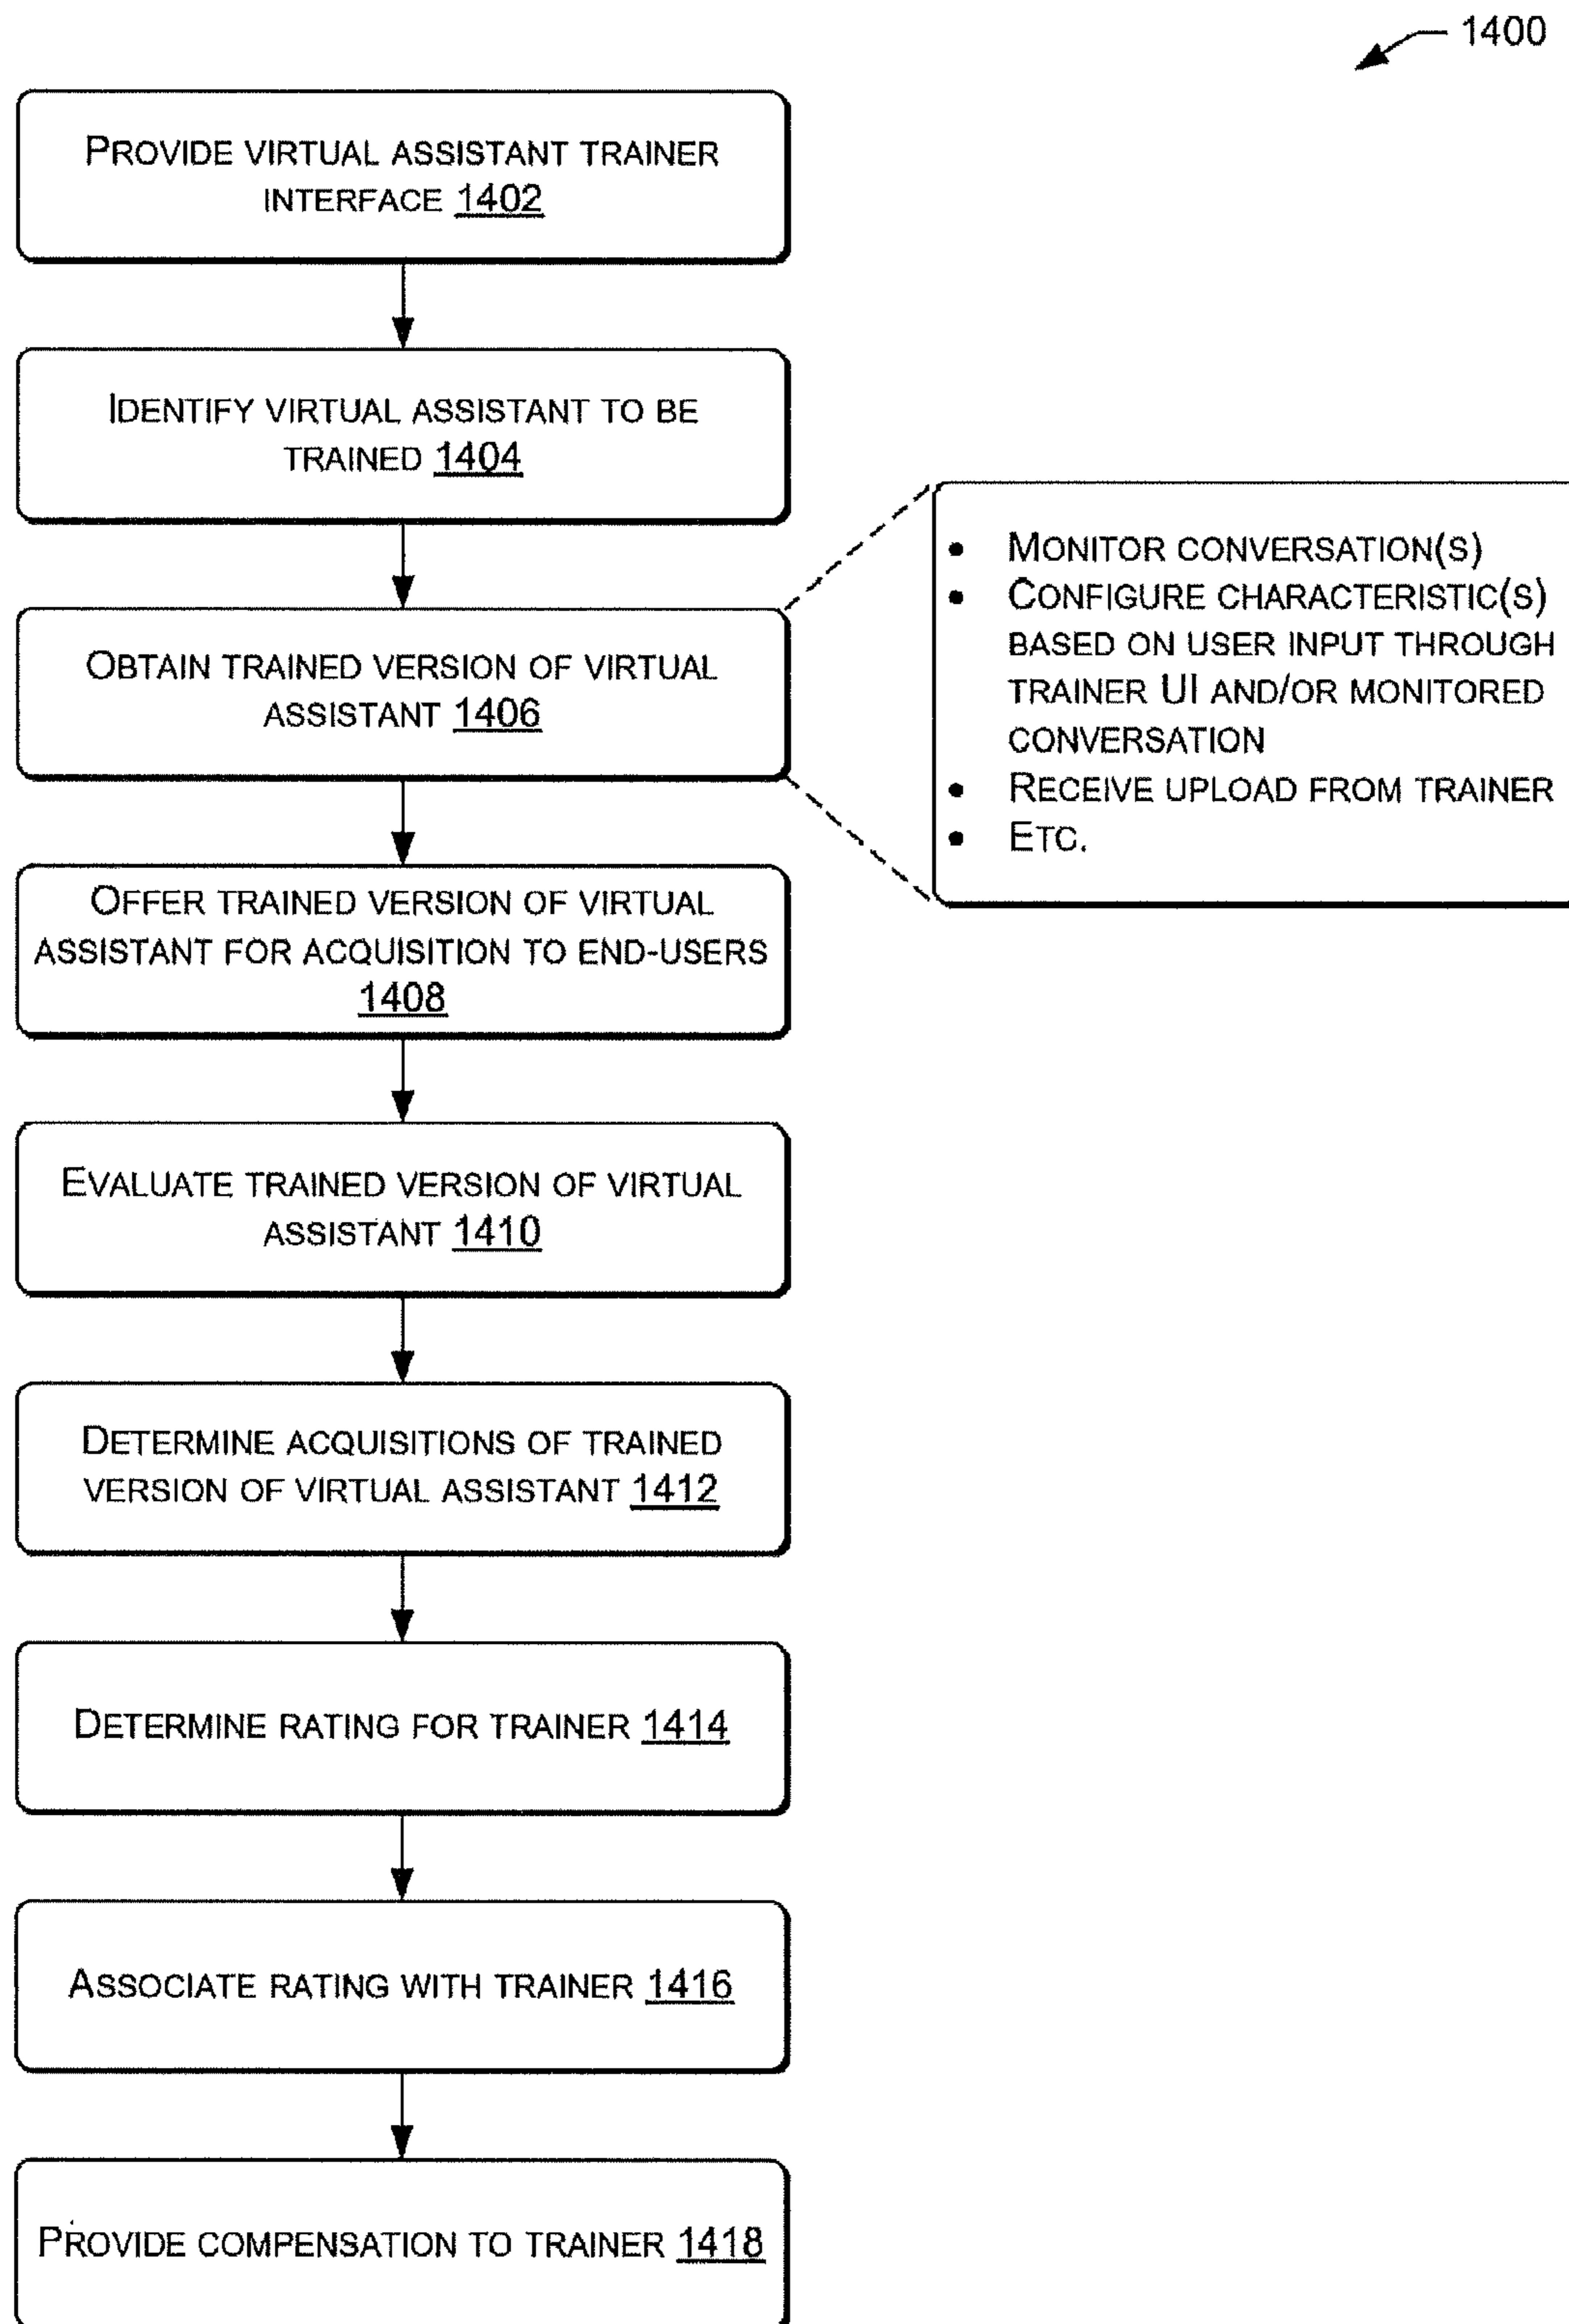 1400
PROVIDE VIRTUAL ASSISTANT TRAINER
INTERFACE 1402
IDENTIFY VIRTUAL ASSISTANT TO BE
TRAINED 1404
OBTAIN TRAINED VERSION OF VIRTUAL
ASSISTANT 1406
• MONITOR CONVERSATION(S)
• CONFIGURE CHARACTERISTIC(S)
BASED ON USER INPUT THROUGH
TRAINER UI AND/OR MONITORED
CONVERSATION
• RECEIVE UPLOAD FROM TRAINER
• ETC.
OFFER TRAINED VERSION OF VIRTUAL
ASSISTANT FOR ACQUISITION TO END-USERS
1408
EVALUATE TRAINED VERSION OF VIRTUAL
ASSISTANT 1410
DETERMINE ACQUISITIONS OF TRAINED
VERSION OF VIRTUAL ASSISTANT 1412
DETERMINE RATING FOR TRAINER 1414
ASSOCIATE RATING WITH TRAINER 1416
PROVIDE COMPENSATION TO TRAINER 1418